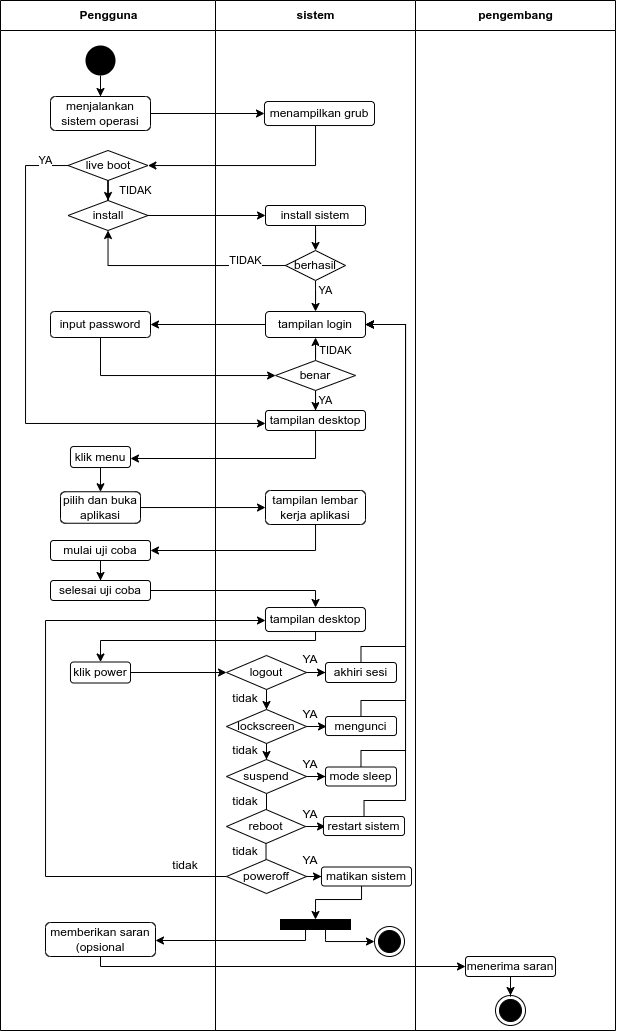 Pengguna
sistem
pengembang
menjalankan
sistem operasi
menampilkan grub
YA
live boot
TIDAK
install
install sistem
TIDAK
berhasil
YA
input password
tampilan login
TIDAK
benar
YA
tampilan desktop
klik menu
pilih dan buka
aplikasi
tampilan lembar
kerja aplikasi
mulai uji coba
selesai uji coba
tampilan desktop
klik power
logout
YA
akhiri sesi
tidak
lockscreen
YA
mengunci
tidak
suspend
YA
mode sleep
tidak
reboot
YA
restart sistem
tidak
tidak
poweroff
YA
matikan sistem
memberikan saran
(opsional
menerima saran